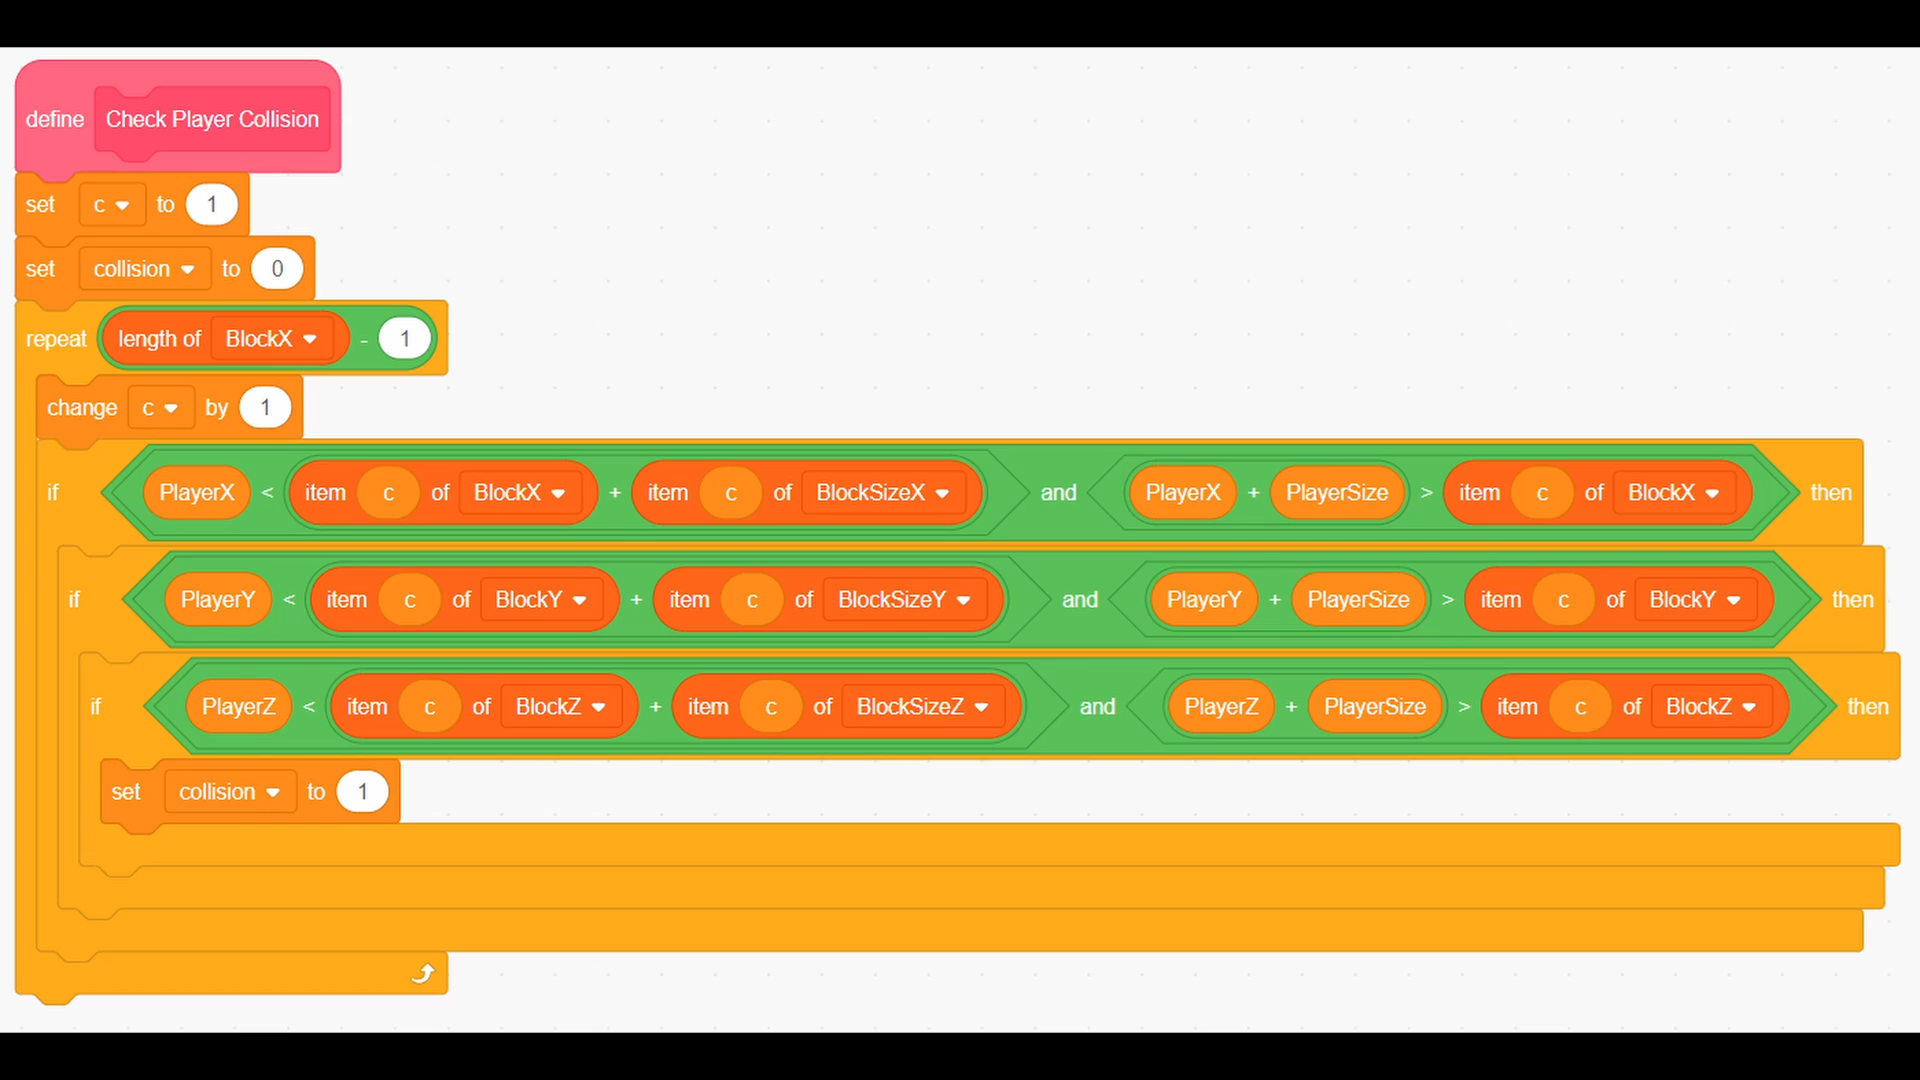 define Check Player Collision
set c to 1
set collision to 0
repeat length of BlockX - 1
change c by 1
if PlayerX < item c of BlockX + item c of BlockSizeX and PlayerX + PlayerSize > item c of BlockX then
if PlayerY < item c of BlockY + item c of BlockSizeY and PlayerY + PlayerSize > item c of BlockY then
if PlayerZ < item c of BlockZ + item c of BlockSizeZ and PlayerZ + PlayerSize > item c of BlockZ then
set collision to 1